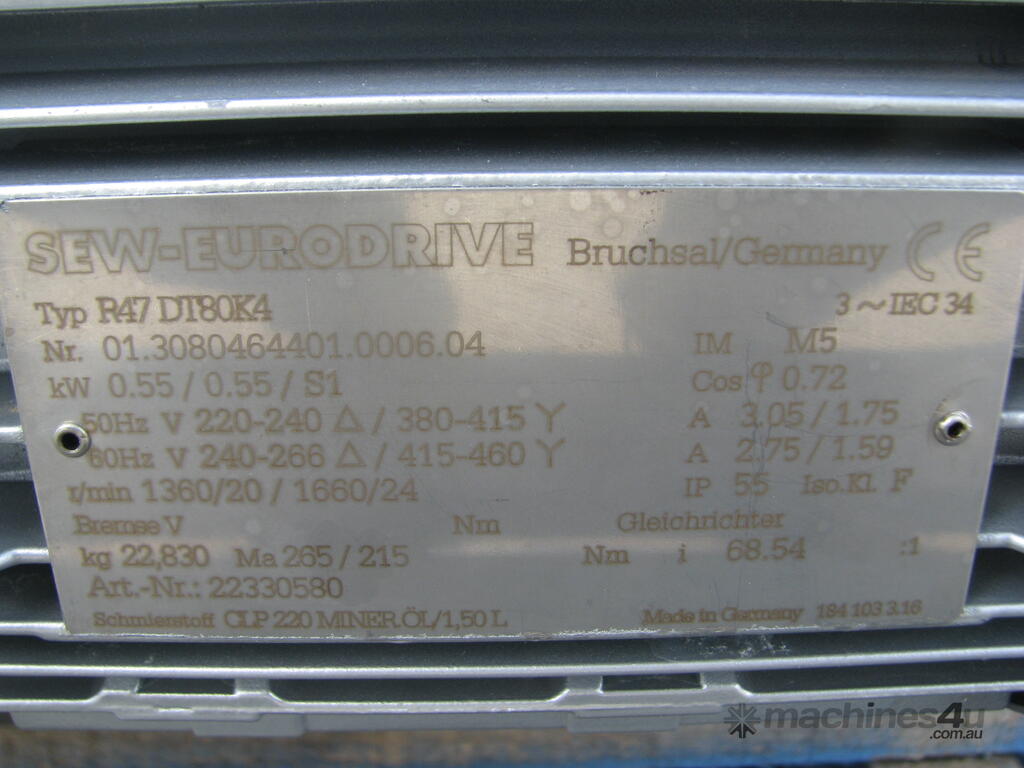 SEW-EURODRIVE Bruchsal/Germany CE
Typ R47 DT80K4 3 ~ IEC 34
Nr. 01.3080464401.0006.04 IM M5
kW 0.55 / 0.55 / S1 Cos φ 0.72
50Hz V 220-240 △ / 380-415 Y A 3.05 / 1.75
60Hz V 240-266 △ / 415-460 Y A 2.75 / 1.59
r/min 1360/20 / 1660/24 IP 55 Iso.Kl. F
Bremse V Nm Gleichrichter
kg 22,830 Ma 265 / 215 Nm i 68.54 :1
Art.-Nr.: 22330580
Schmierstoff CLP 220 MINER.ÖL/1,50 L Made in Germany 184 103 3.16
machines4u
.com.au